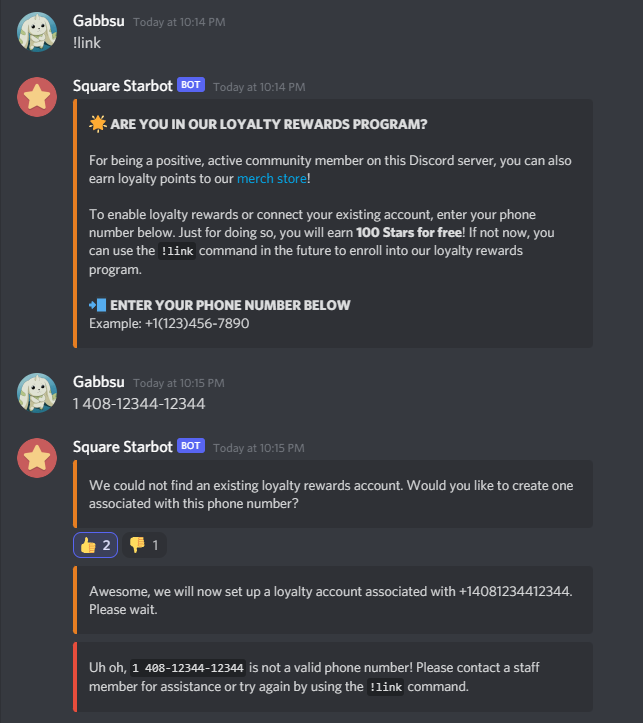 Gabbsu Today at 10:14 PM
!link
Square Starbot BOT Today at 10:14 PM
ARE YOU IN OUR LOYALTY REWARDS PROGRAM?
For being a positive, active community member on this Discord server, you can also
earn loyalty points to our merch store!
To enable loyalty rewards or connect your existing account, enter your phone
number below. Just for doing so, you will earn 100 Stars for free! If not now, you
can use the !link command in the future to enroll into our loyalty rewards
program.
ENTER YOUR PHONE NUMBER BELOW
Example: +1(123)456-7890
Gabbsu Today at 10:15 PM
1 408-12344-12344
Square Starbot BOT Today at 10:15 PM
We could not find an existing loyalty rewards account. Would you like to create one
associated with this phone number?
2 1
Awesome, we will now set up a loyalty account associated with +14081234412344.
Please wait.
Uh oh, 1 408-12344-12344 is not a valid phone number! Please contact a staff
member for assistance or try again by using the !link command.